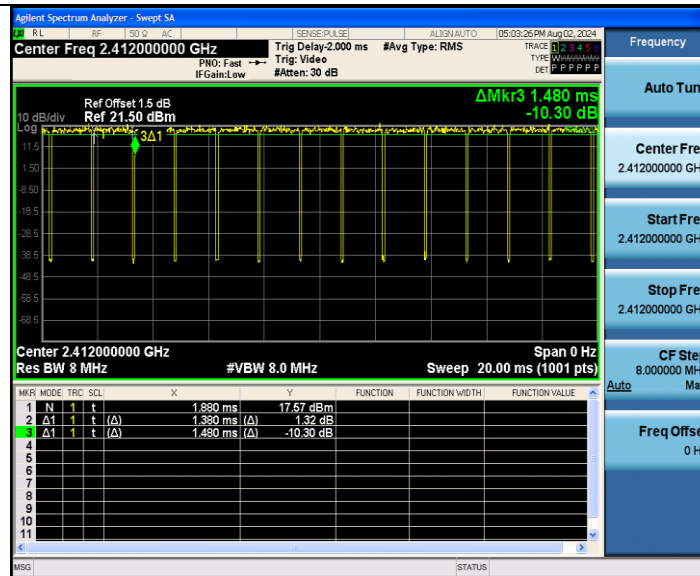 Agilent Spectrum Analyzer - Swept SA
RL RF 50 Ω AC SENSE:PULSE ALIGNAUTO 05:03:26 PM Aug 02, 2024
Center Freq 2.412000000 GHz
PNO: Fast
IFGain:Low
Trig Delay-2.000 ms
Trig: Video
#Atten: 30 dB
#Avg Type: RMS
TRACE 1 2 3 4 5 6
TYPE
DET P P P P P P
Ref Offset 1.5 dB
Ref 21.50 dBm
10 dB/div
Log
ΔMkr3 1.480 ms
-10.30 dB
1
3Δ1
11.5
1.50
-8.50
-18.5
-28.5
-38.5
-48.5
-58.5
-68.5
Center 2.412000000 GHz Span 0 Hz
Res BW 8 MHz #VBW 8.0 MHz Sweep 20.00 ms (1001 pts)
MKR MODE TRC SCL X Y FUNCTION FUNCTION WIDTH FUNCTION VALUE
1 N 1 t 1.880 ms 17.57 dBm
2 Δ1 1 t (Δ) 1.380 ms (Δ) 1.32 dB
3 Δ1 1 t (Δ) 1.480 ms (Δ) -10.30 dB
4
5
6
7
8
9
10
11
MSG STATUS
Frequency
Auto Tun
Center Fre
2.412000000 GH
Start Fre
2.412000000 GH
Stop Fre
2.412000000 GH
CF Ste
8.000000 MH
Auto Ma
Freq Offse
0 H